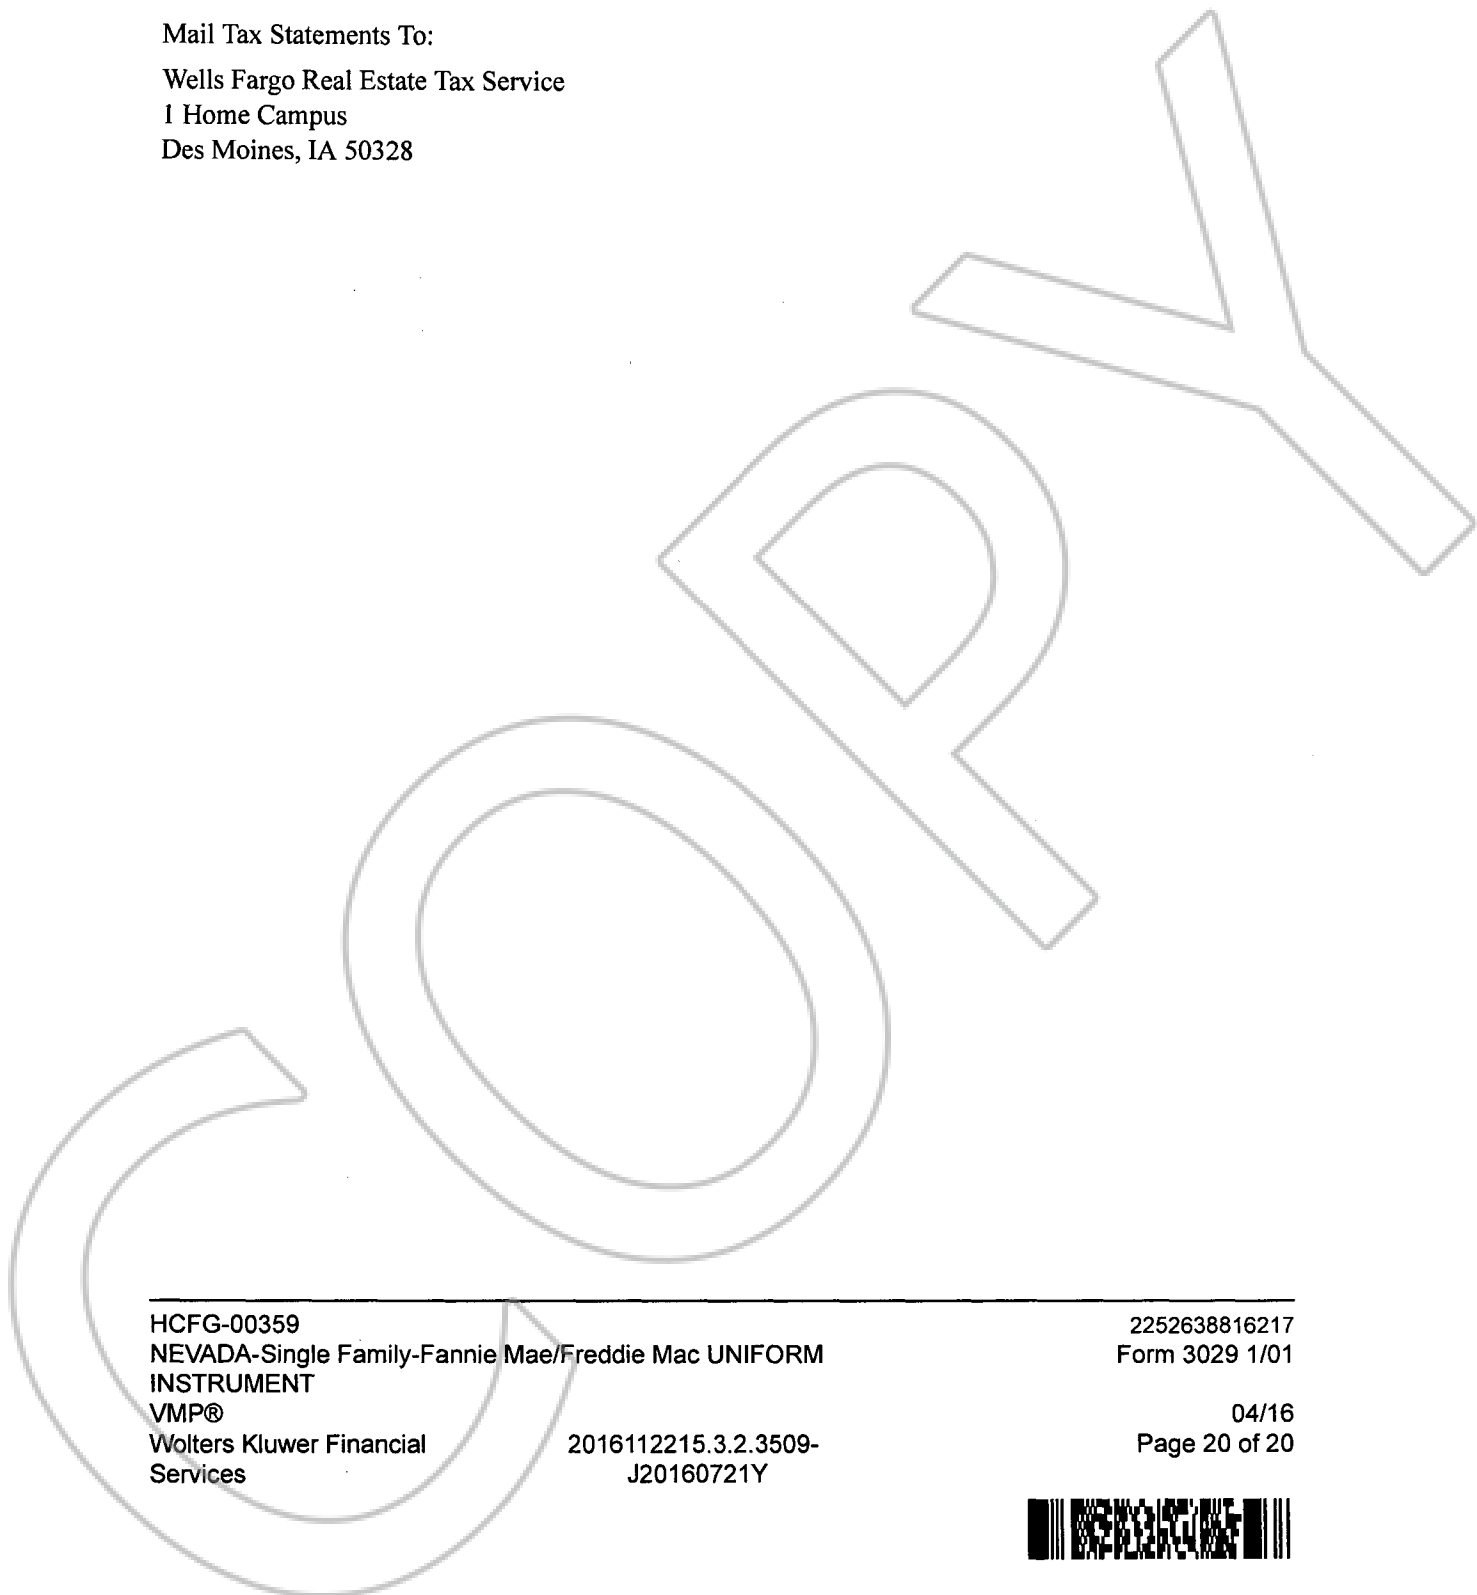 Mail Tax Statements To:
Wells Fargo Real Estate Tax Service
1 Home Campus
Des Moines, IA 50328
COPY
HCFG-00359 2252638816217
NEVADA-Single Family-Fannie Mae/Freddie Mac UNIFORM Form 3029 1/01
INSTRUMENT
VMP® 04/16
Wolters Kluwer Financial 2016112215.3.2.3509- Page 20 of 20
Services J20160721Y